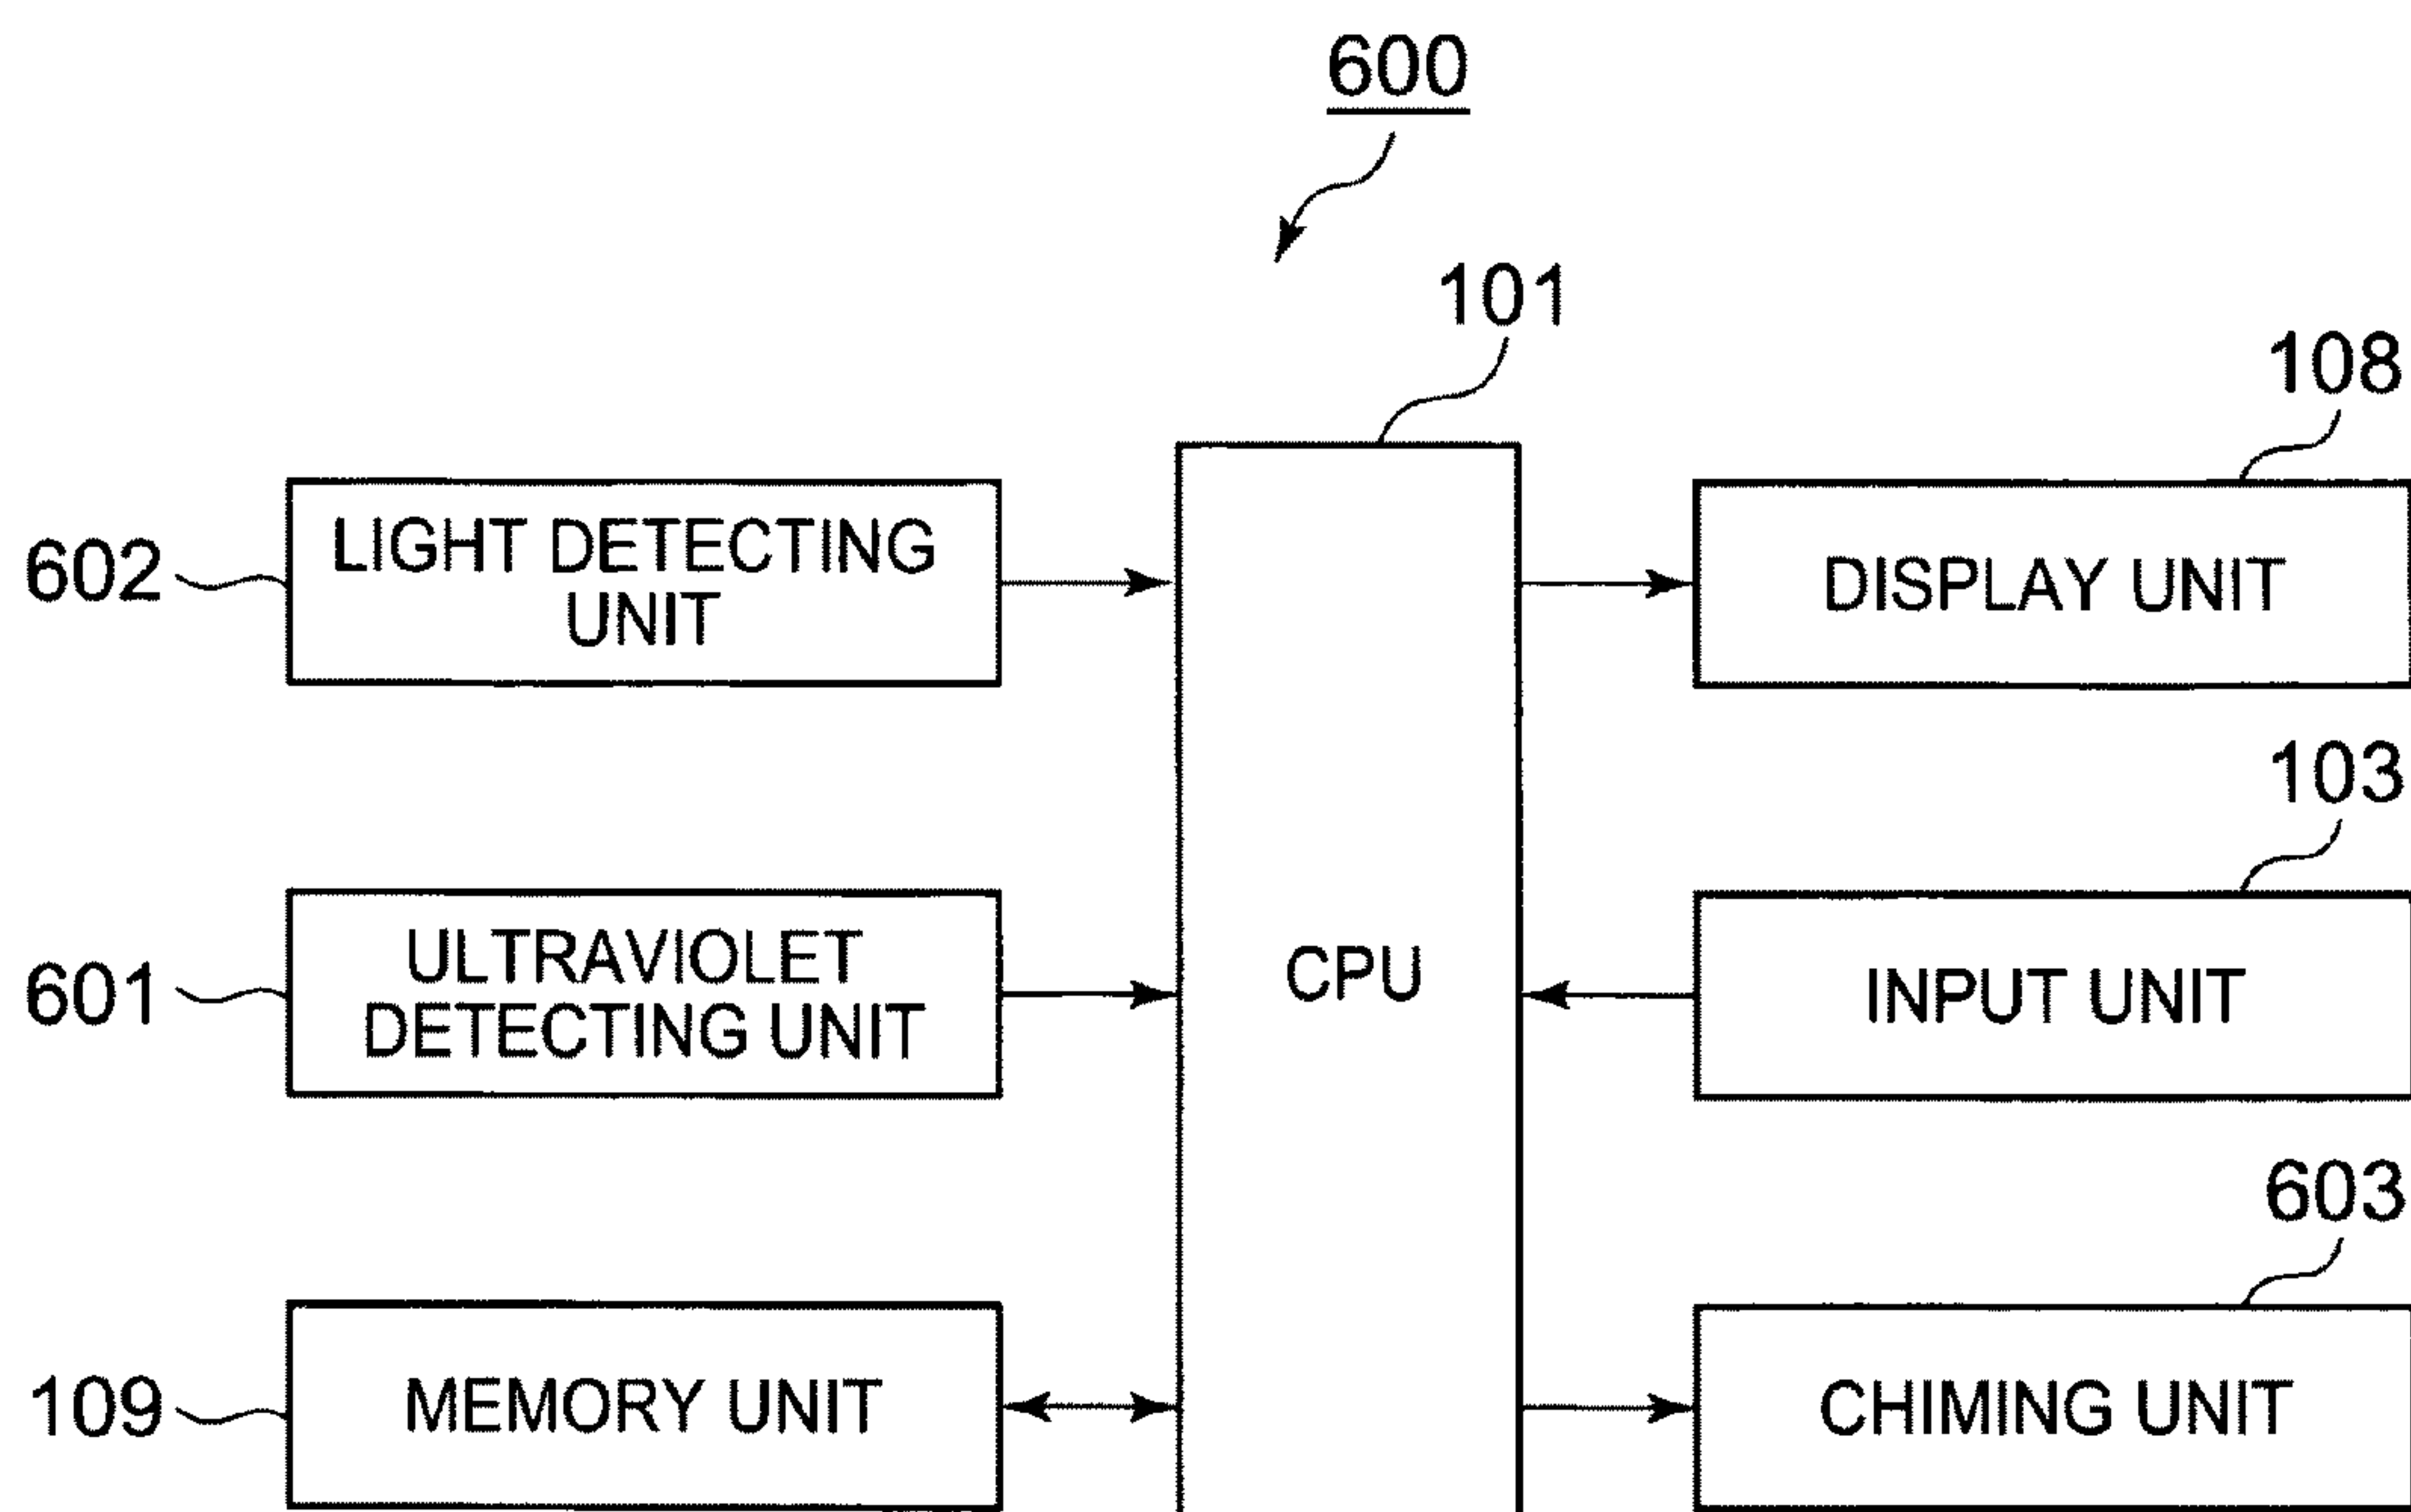 600
101
108
602
LIGHT DETECTING
UNIT
DISPLAY UNIT
103
601
ULTRAVIOLET
DETECTING UNIT
CPU
INPUT UNIT
603
109
MEMORY UNIT
CHIMING UNIT